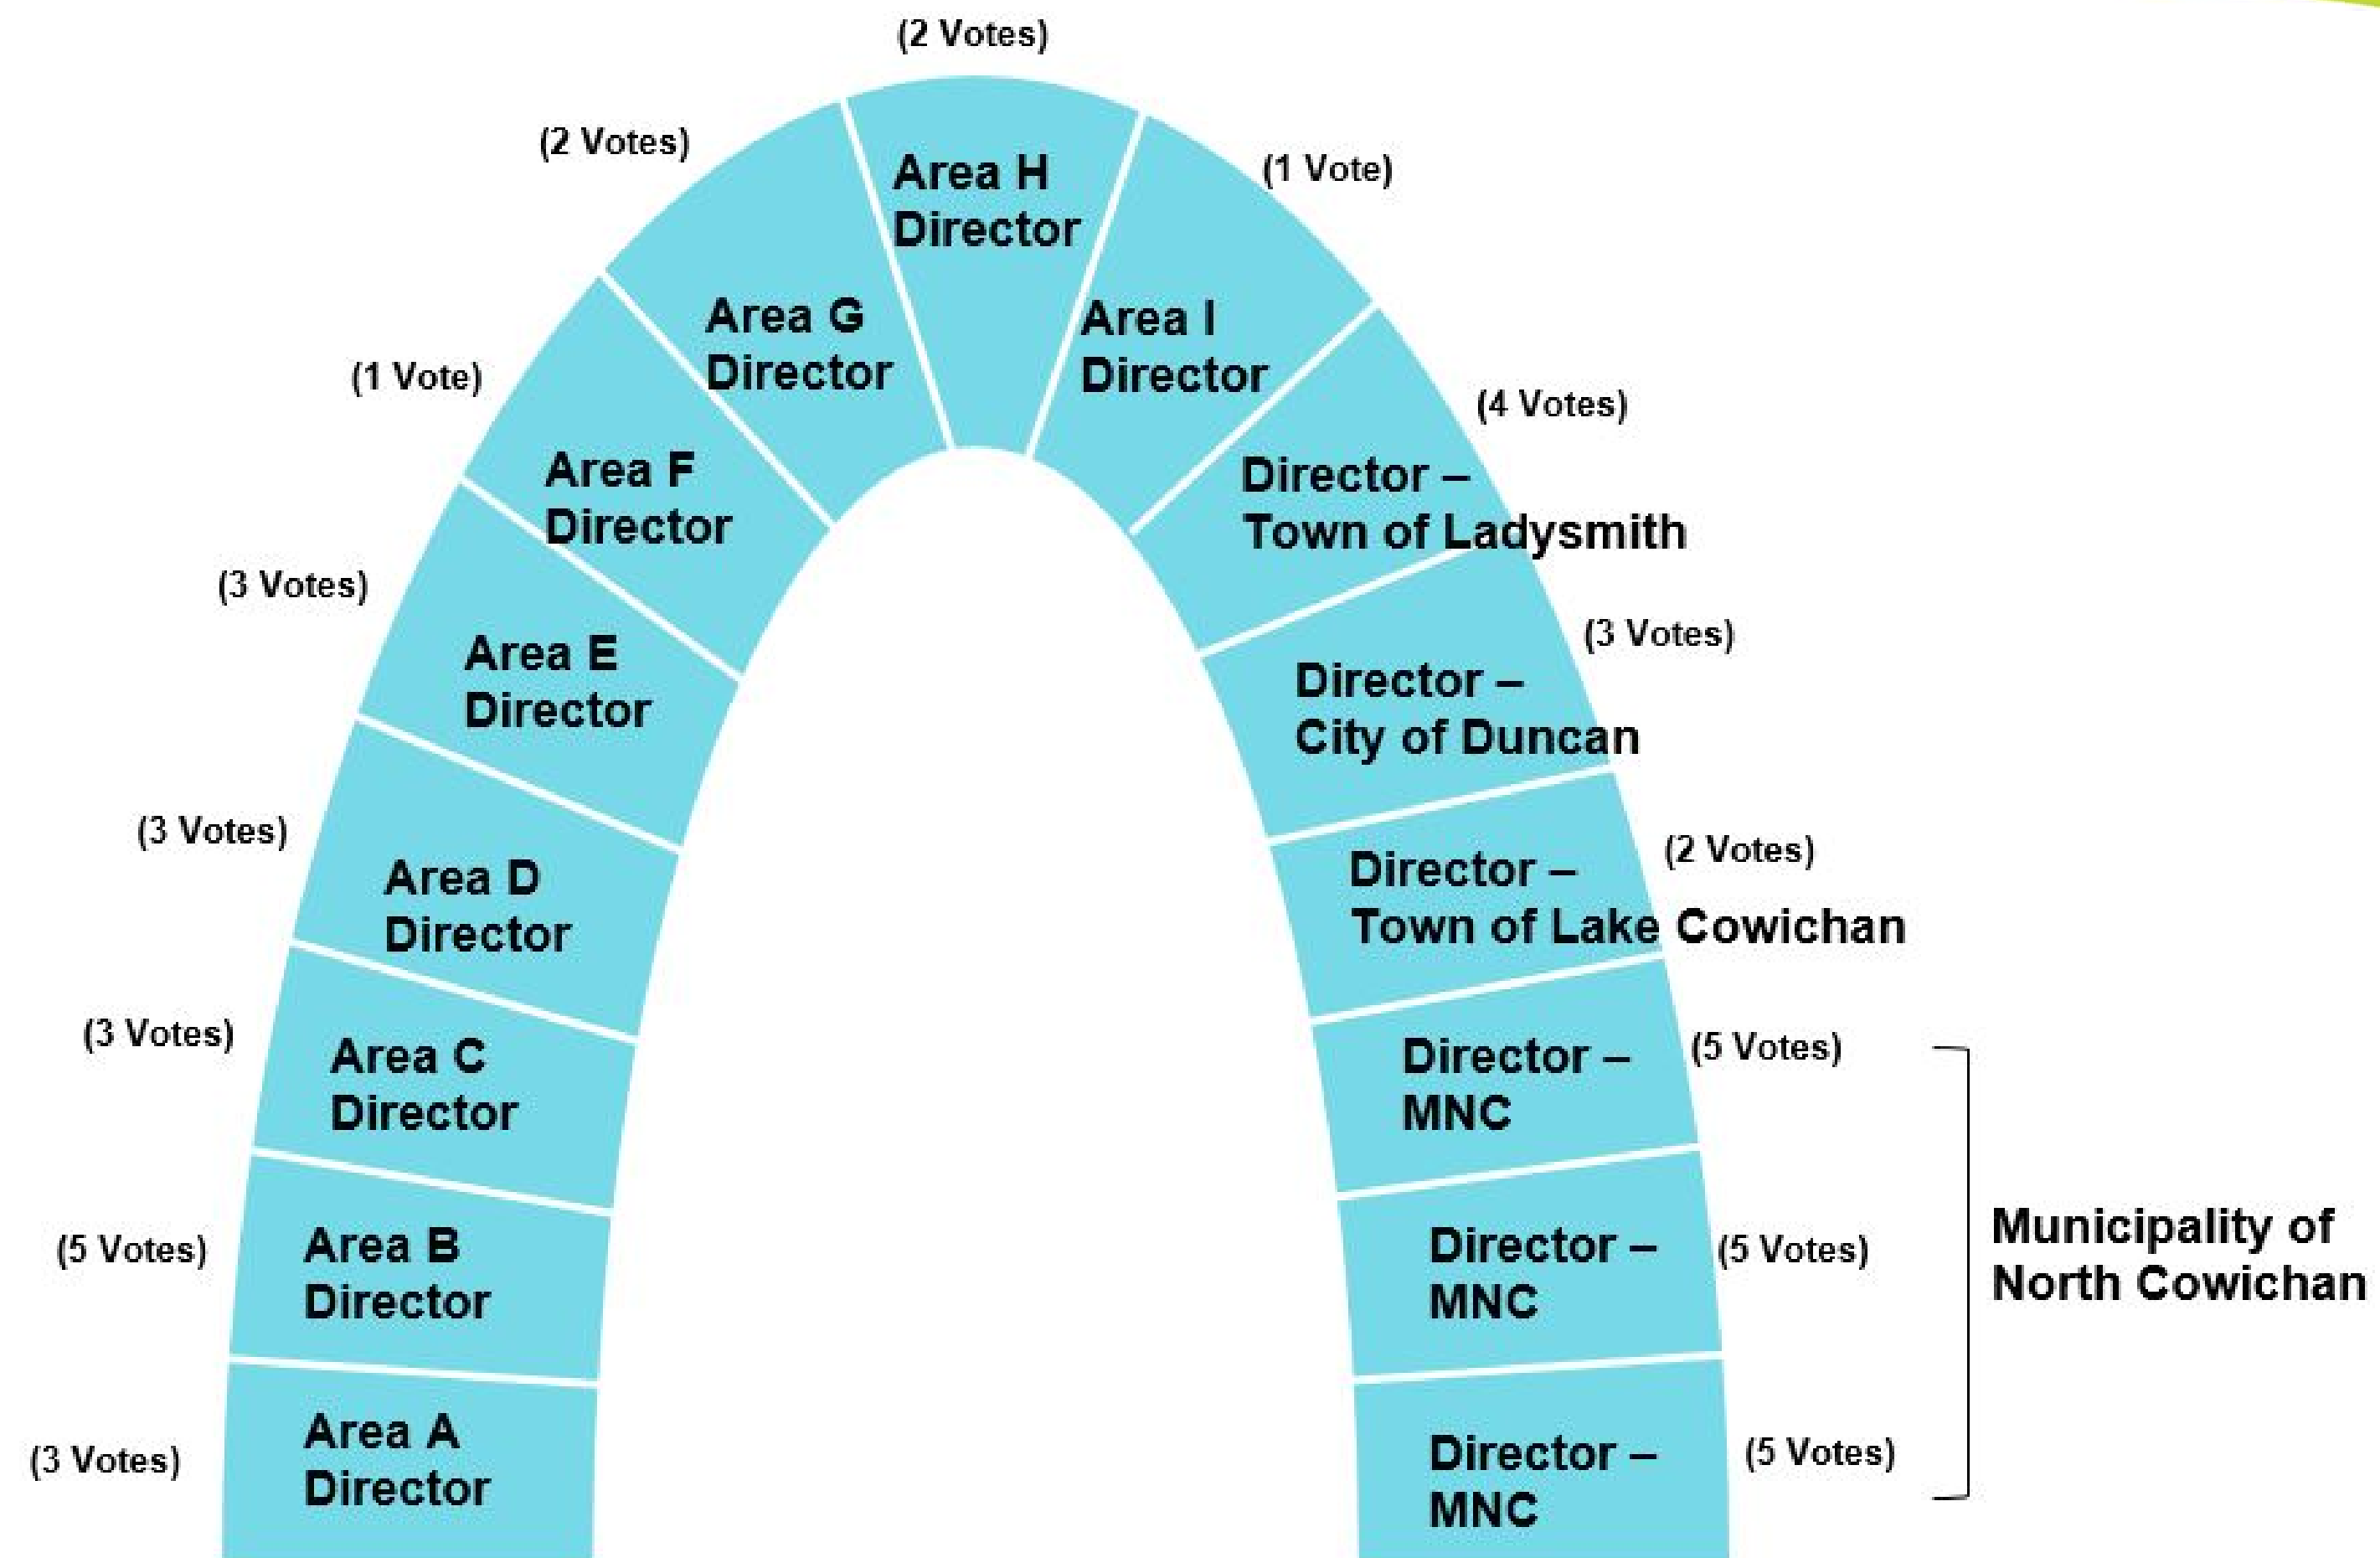 (2 Votes)
(2 Votes)
Area H
Director
(1 Vote)
Area G
Director
Area I
Director
(1 Vote)
(4 Votes)
Area F
Director
Director –
Town of Ladysmith
(3 Votes)
(3 Votes)
Area E
Director
Director –
City of Duncan
(3 Votes)
(2 Votes)
Area D
Director
Director –
Town of Lake Cowichan
(3 Votes)
(5 Votes)
Area C
Director
Director –
MNC
(5 Votes)
Area B
Director
Director –
MNC
(5 Votes)
Municipality of
North Cowichan
(3 Votes)
Area A
Director
Director –
MNC
(5 Votes)